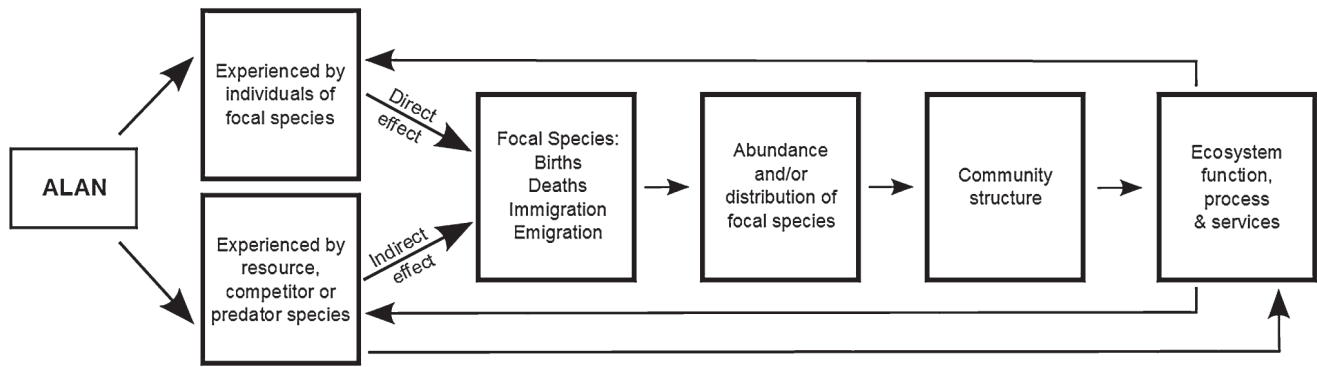 ALAN
Experienced by
individuals of
focal species
Direct
effect
Experienced by
resource,
competitor or
predator species
Indirect
effect
Focal Species:
Births
Deaths
Immigration
Emigration
Abundance
and/or
distribution of
focal species
Community
structure
Ecosystem
function,
process
& services